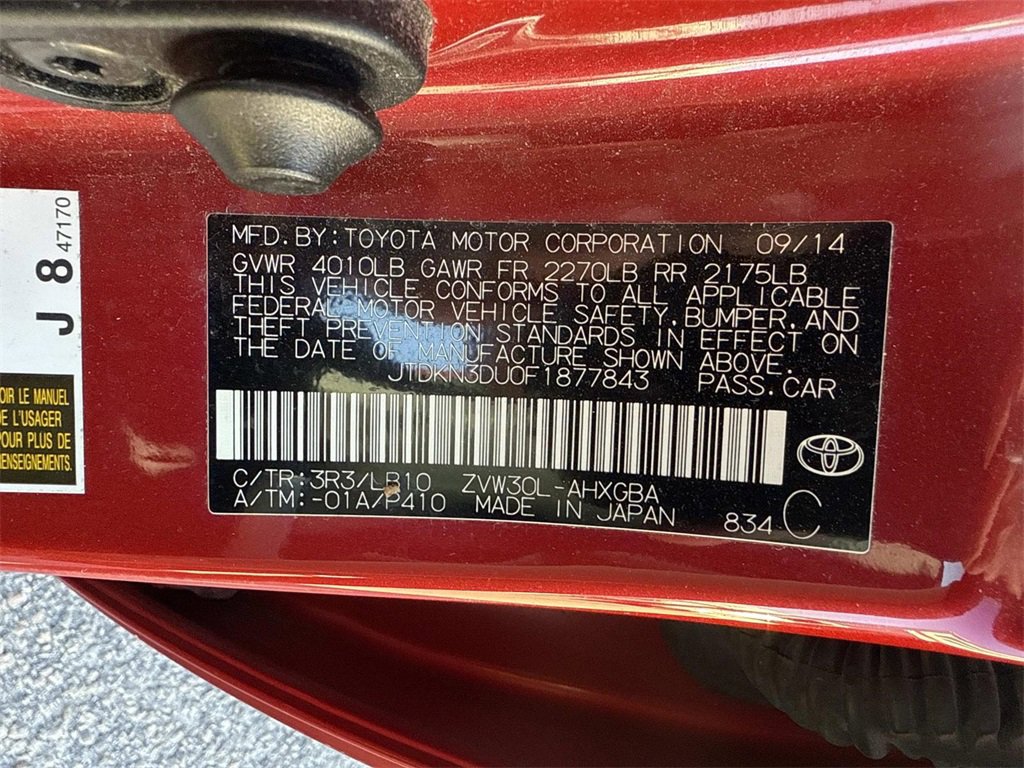 MFD.BY:TOYOTA MOTOR CORPORATION 09/14
GVWR 4010LB GAWR FR 2270LB RR 2175LB
THIS VEHICLE CONFORMS TO ALL APPLICABLE
FEDERAL MOTOR VEHICLE SAFETY,BUMPER,AND
THEFT PREVENTION STANDARDS IN EFFECT ON
THE DATE OF MANUFACTURE SHOWN ABOVE.
JTDKN3DU0F1877843 PASS.CAR
C/TR:3R3/LB10 ZVW30L-AHXGBA
A/TM:-01A/P410 MADE IN JAPAN 834 C
J 8 47170
LE MANUEL
L'USAGER
POUR PLUS DE
RENSEIGNEMENTS.